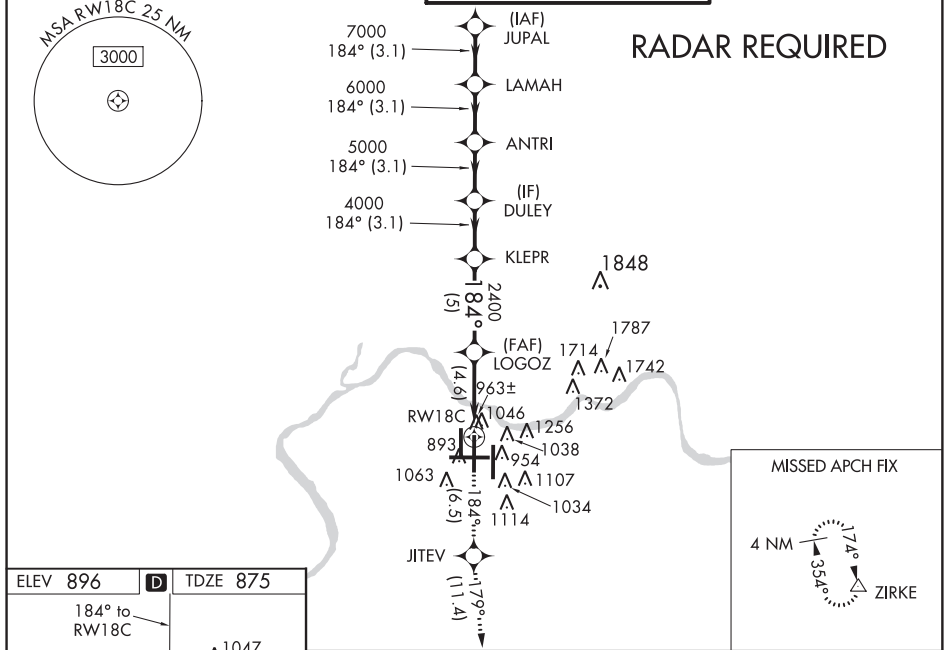 MSA RW18C 25 NM
3000
RADAR REQUIRED
(IAF)
JUPAL
7000
184° (3.1)
LAMAH
6000
184° (3.1)
ANTRI
5000
184° (3.1)
(IF)
DULEY
4000
184° (3.1)
KLEPR
2400
184°
(5)
1848
(FAF)
LOGOZ
1787
1714
1742
1372
(4.6)
963±
RW18C
1046
1256
1038
893
954
1063
1107
1034
1114
184°
(6.5)
JITEV
179°
(11.4)
MISSED APCH FIX
4 NM
174°
354°
ZIRKE
ELEV 896
D
TDZE 875
184° to
RW18C
1047